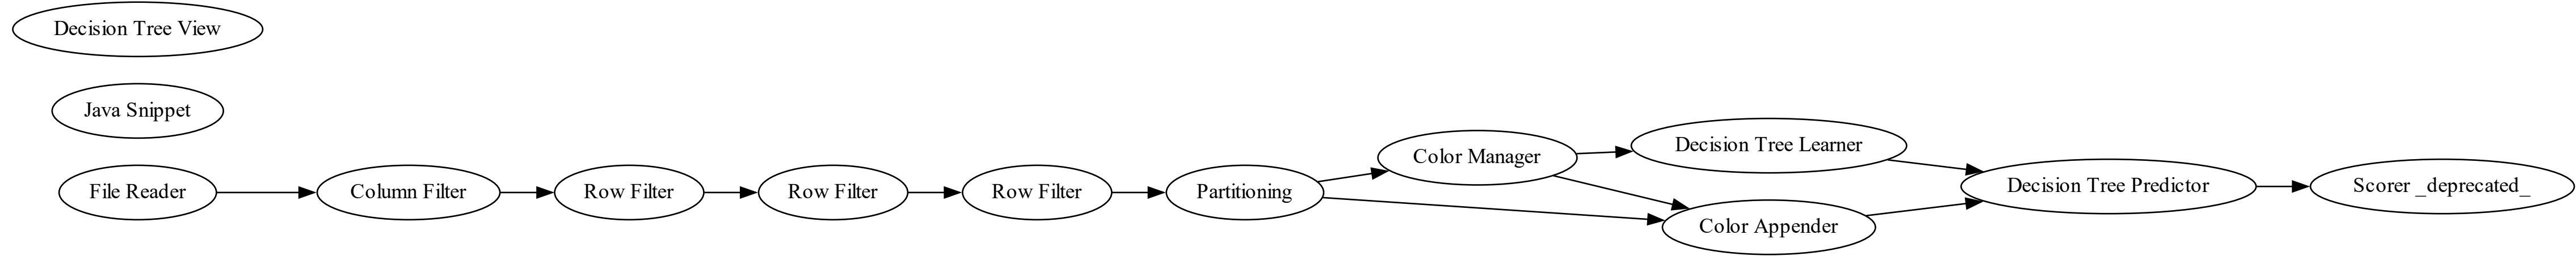 Decision Tree View
Java Snippet
File Reader
Column Filter
Row Filter
Row Filter
Row Filter
Partitioning
Color Manager
Decision Tree Learner
Color Appender
Decision Tree Predictor
Scorer _deprecated_